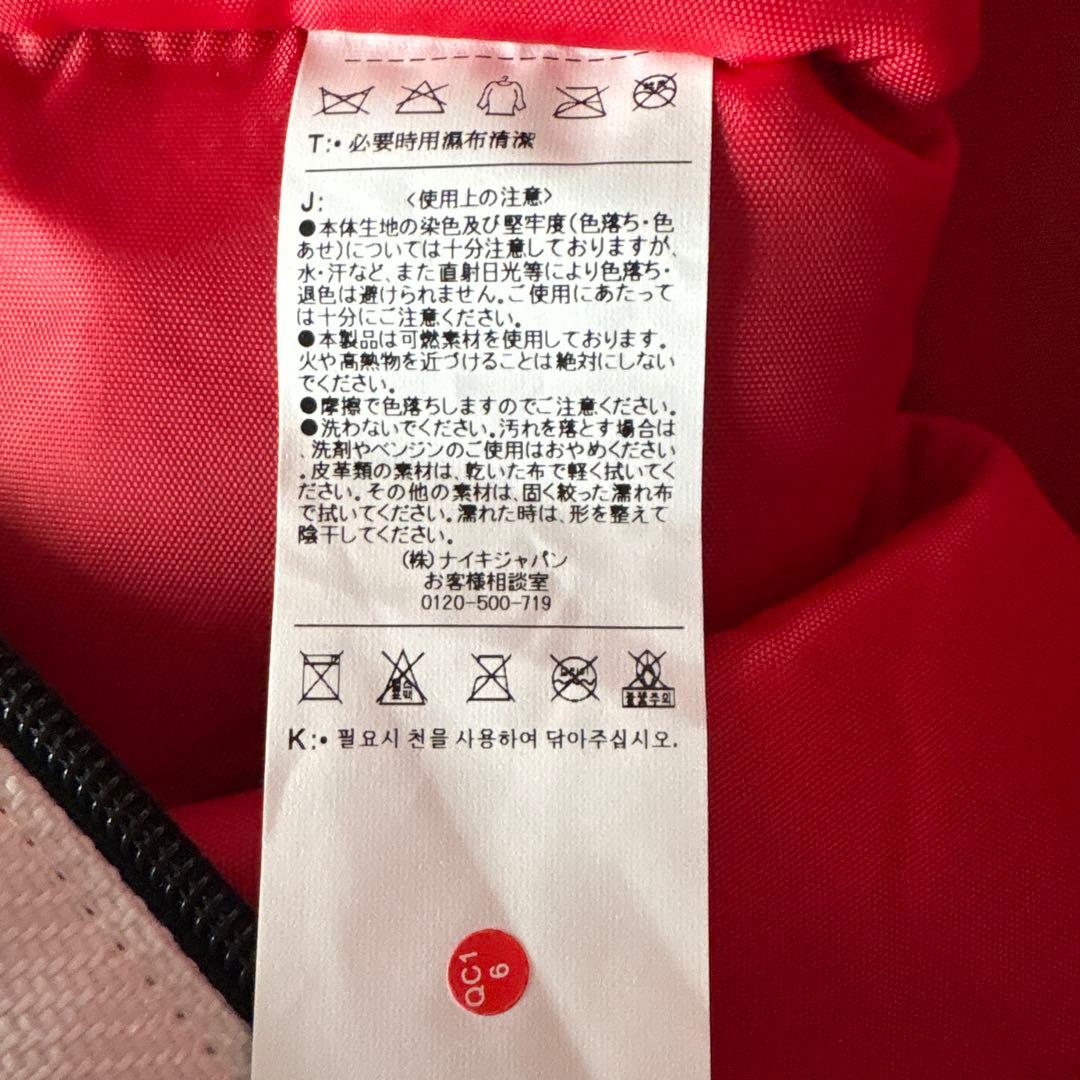 T:• 必要時用濕布清潔
J: 〈使用上の注意〉
●本体生地の染色及び堅牢度(色落ち・色
あせ)については十分注意しておりますが、
水・汗など、また直射日光等により色落ち・
退色は避けられません。ご使用にあたって
は十分にご注意ください。
●本製品は可燃素材を使用しております。
火や高熱物を近づけることは絶対にしない
でください。
●摩擦で色落ちしますのでご注意ください。
●洗わないでください。汚れを落とす場合は
、洗剤やベンジンのご使用はおやめください
。皮革類の素材は、乾いた布で軽く拭いてく
ださい。その他の素材は、固く絞った濡れ布
で拭いてください。濡れた時は、形を整えて
陰干してください。
(株)ナイキジャパン
お客様相談室
0120-500-719
K:• 필요시 천을 사용하여 닦아주십시오.
QC1
6